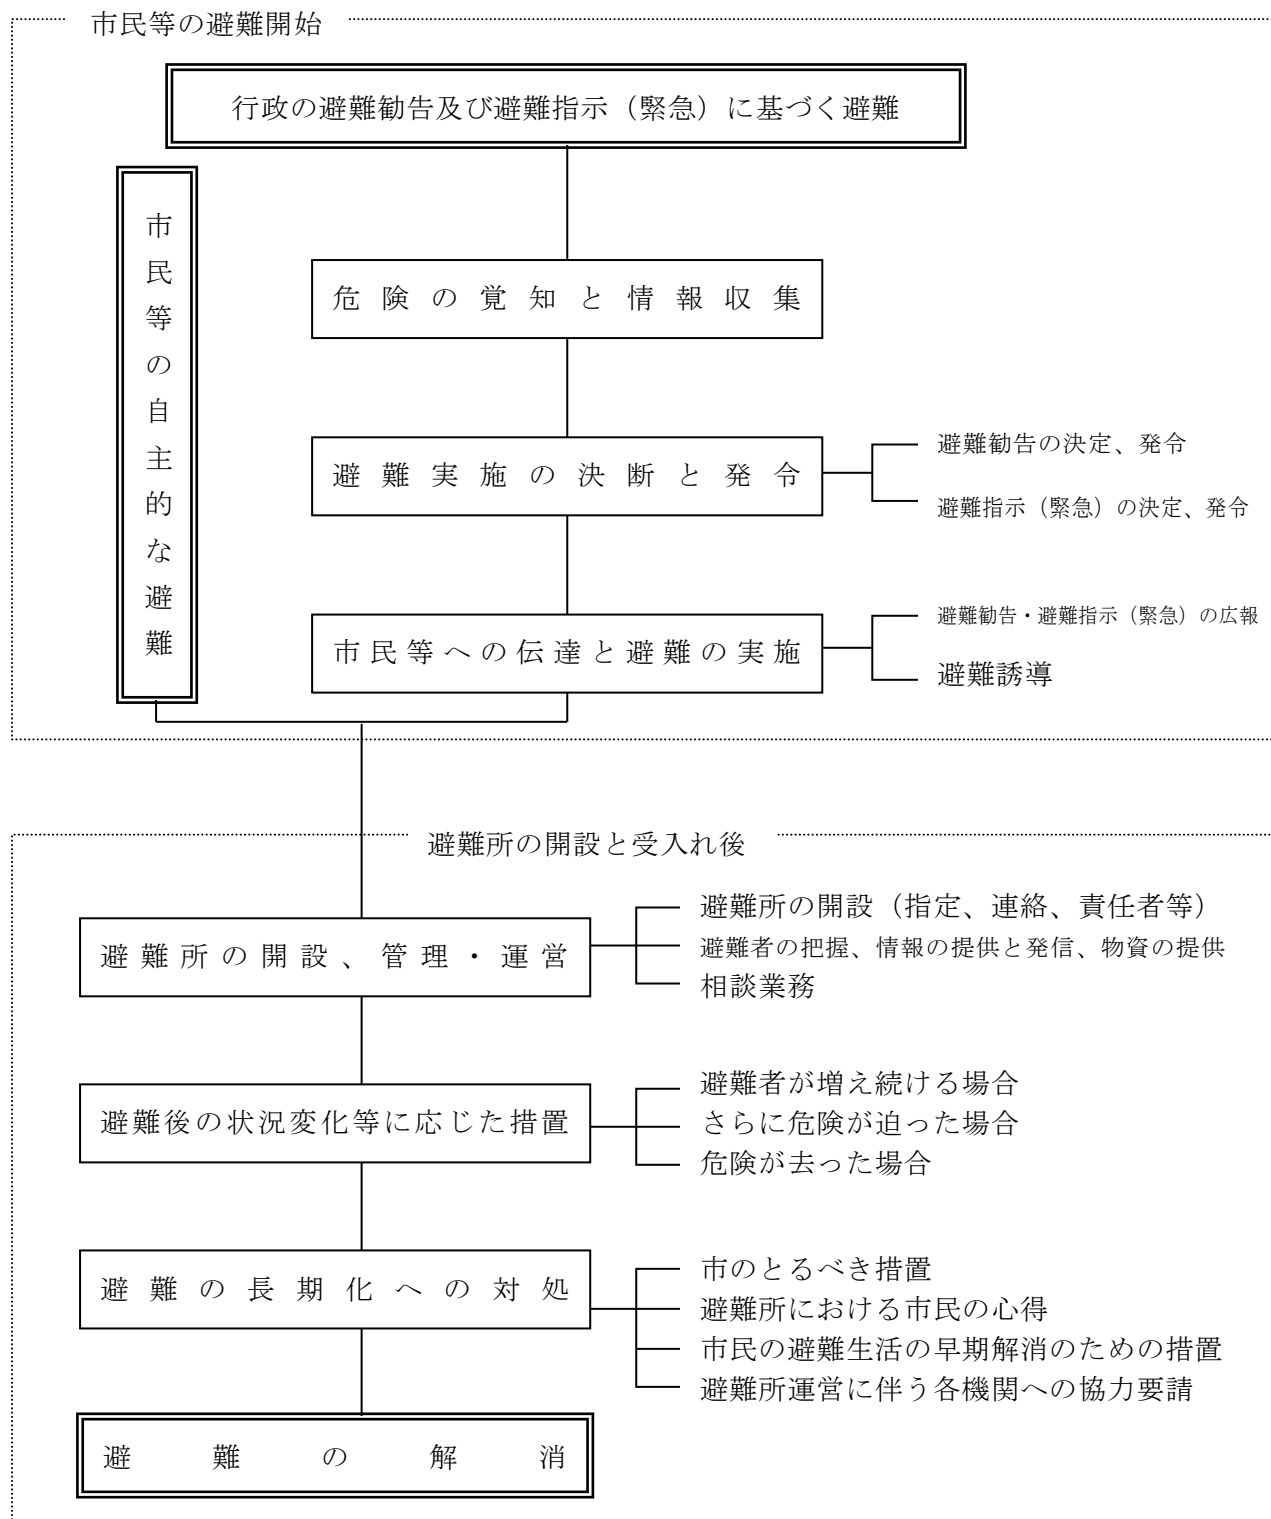 市民等の避難開始
行政の避難勧告及び避難指示（緊急）に基づく避難
市民等の自主的な避難
危険の覚知と情報収集
避難実施の決断と発令
避難勧告の決定、発令
避難指示（緊急）の決定、発令
市民等への伝達と避難の実施
避難勧告・避難指示（緊急）の広報
避難誘導
避難所の開設と受入れ後
避難所の開設、管理・運営
避難所の開設（指定、連絡、責任者等）
避難者の把握、情報の提供と発信、物資の提供
相談業務
避難後の状況変化等に応じた措置
避難者が増え続ける場合
さらに危険が迫った場合
危険が去った場合
避難の長期化への対処
市のとるべき措置
避難所における市民の心得
市民の避難生活の早期解消のための措置
避難所運営に伴う各機関への協力要請
避難の解消